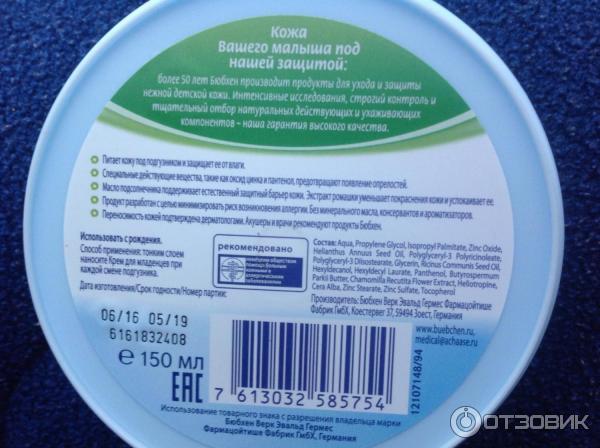 Кожа
Вашего малыша под
нашей защитой:
более 50 лет Бюбхен производит продукты для ухода и защиты
нежной детской кожи. Интенсивные исследования, строгий контроль и
тщательный отбор натуральных действующих и ухаживающих
компонентов – наша гарантия высокого качества.
Питает кожу под подгузником и защищает ее от влаги.
Специальные действующие вещества, такие как оксид цинка и пантенол, предотвращают появление опрелостей.
Масло подсолнечника поддерживает естественный защитный барьер кожи. Экстракт ромашки уменьшает покраснения кожи и успокаивает ее.
Продукт разработан с целью минимизировать риск возникновения аллергии. Без минерального масла, консервантов и ароматизаторов.
Переносимость кожей подтверждена дерматологами. Акушеры и врачи рекомендуют продукты Бюбхен.
Использовать с рождения.
Способ применения: тонким слоем
наносите Крем для младенцев при
каждой смене подгузника.
Дата изготовления/Срок годности/Номер партии:
06/16 05/19
6161832408
рекомендовано
немецким обществом
помощи больным
кожными и
аллергическими
заболеваниями
Состав: Aqua, Propylene Glycol, Isopropyl Palmitate, Zinc Oxide,
Helianthus Annuus Seed Oil, Polyglyceryl-3 Polyricinoleate,
Polyglyceryl-3 Diisostearate, Glycerin, Ricinus Communis Seed Oil,
Hexyldecanol, Hexyldecyl Laurate, Panthenol, Butyrospermum
Parkii Butter, Chamomilla Recutita Flower Extract, Heliotropine,
Cera Alba, Zinc Stearate, Zinc Sulfate, Tocopherol
Производитель: Бюбхен Верк Эвальд Гермес Фармацойтише
Фабрик ГмбХ, Коестервег 37, 59494 Зоест, Германия
www.buebchen.ru,
medical@achaase.ru
12107148/94
e 150 мл
EAC
7 613032 585754
Использование товарного знака с разрешения владельца марки
Бюбхен Верк Эвальд Гермес
Фармацойтише Фабрик ГмбХ, Германия
ОТЗОВИК